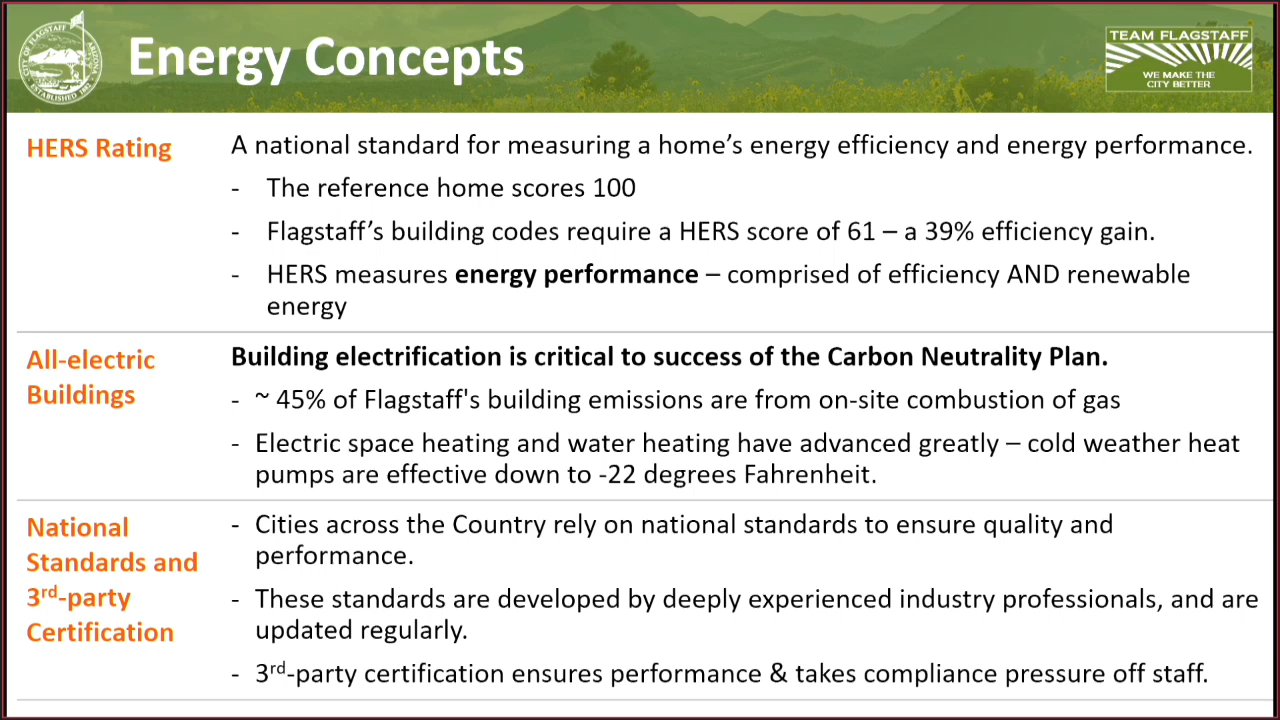 CITY OF FLAGSTAFF ARIZONA
ESTABLISHED 1882
Energy Concepts
TEAM FLAGSTAFF
WE MAKE THE
CITY BETTER
HERS Rating
A national standard for measuring a home’s energy efficiency and energy performance.
- The reference home scores 100
- Flagstaff’s building codes require a HERS score of 61 – a 39% efficiency gain.
- HERS measures energy performance – comprised of efficiency AND renewable
energy
All-electric
Buildings
Building electrification is critical to success of the Carbon Neutrality Plan.
- ~ 45% of Flagstaff's building emissions are from on-site combustion of gas
- Electric space heating and water heating have advanced greatly – cold weather heat
pumps are effective down to -22 degrees Fahrenheit.
National
Standards and
3rd-party
Certification
- Cities across the Country rely on national standards to ensure quality and
performance.
- These standards are developed by deeply experienced industry professionals, and are
updated regularly.
- 3rd-party certification ensures performance & takes compliance pressure off staff.